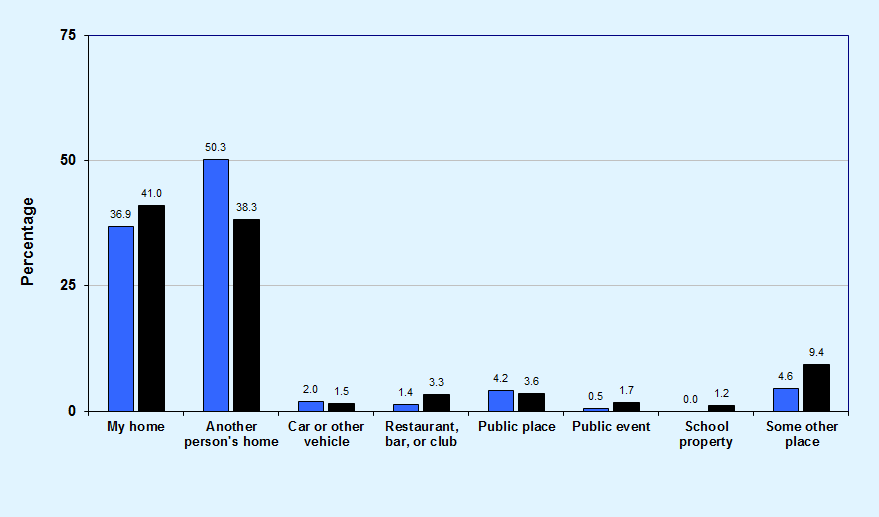 75
50
25
0
Percentage
36.9
41.0
50.3
38.3
2.0
1.5
1.4
3.3
4.2
3.6
0.5
1.7
0.0
1.2
4.6
9.4
My home
Another
person's home
Car or other
vehicle
Restaurant,
bar, or club
Public place
Public event
School
property
Some other
place